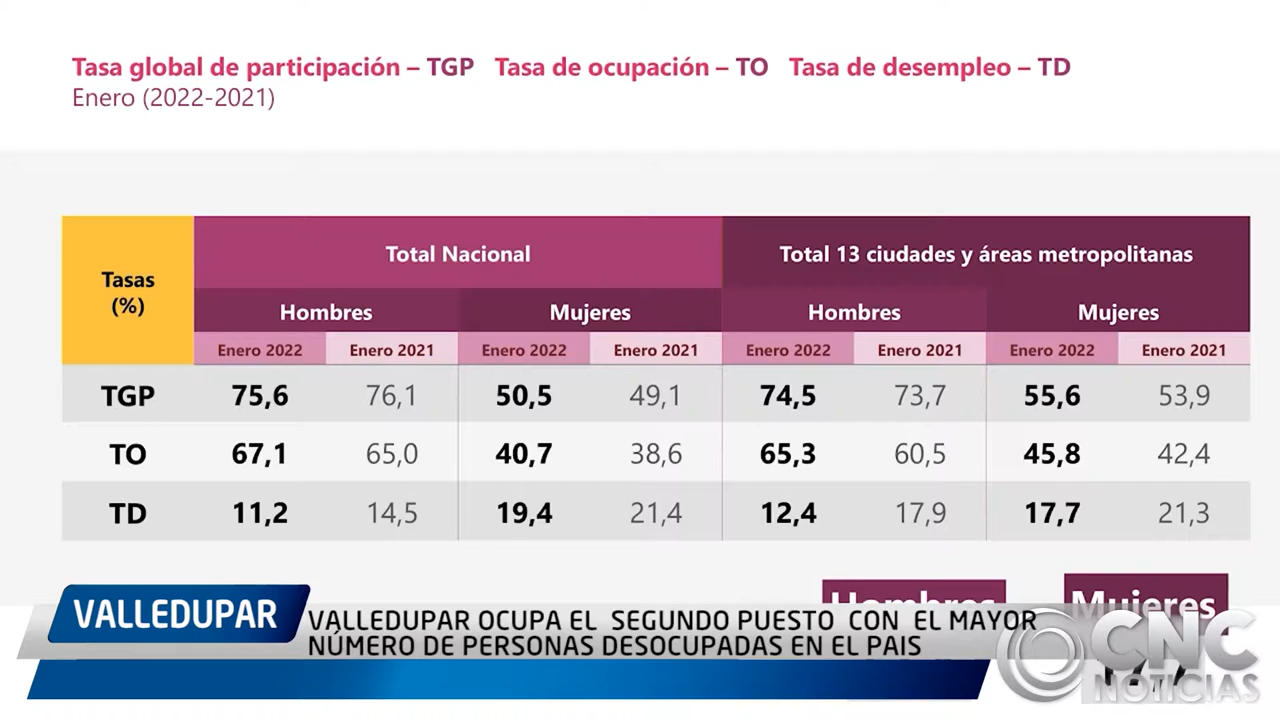 Tasa global de participación – TGP Tasa de ocupación – TO Tasa de desempleo – TD
Enero (2022-2021)
Tasas
(%)
Total Nacional
Total 13 ciudades y áreas metropolitanas
Hombres Mujeres Hombres Mujeres
Enero 2022 Enero 2021 Enero 2022 Enero 2021 Enero 2022 Enero 2021 Enero 2022 Enero 2021
TGP 75,6 76,1 50,5 49,1 74,5 73,7 55,6 53,9
TO 67,1 65,0 40,7 38,6 65,3 60,5 45,8 42,4
TD 11,2 14,5 19,4 21,4 12,4 17,9 17,7 21,3
Hombres Mujeres
VALLEDUPAR
VALLEDUPAR OCUPA EL SEGUNDO PUESTO CON EL MAYOR
NÚMERO DE PERSONAS DESOCUPADAS EN EL PAIS
CNC
NOTICIAS